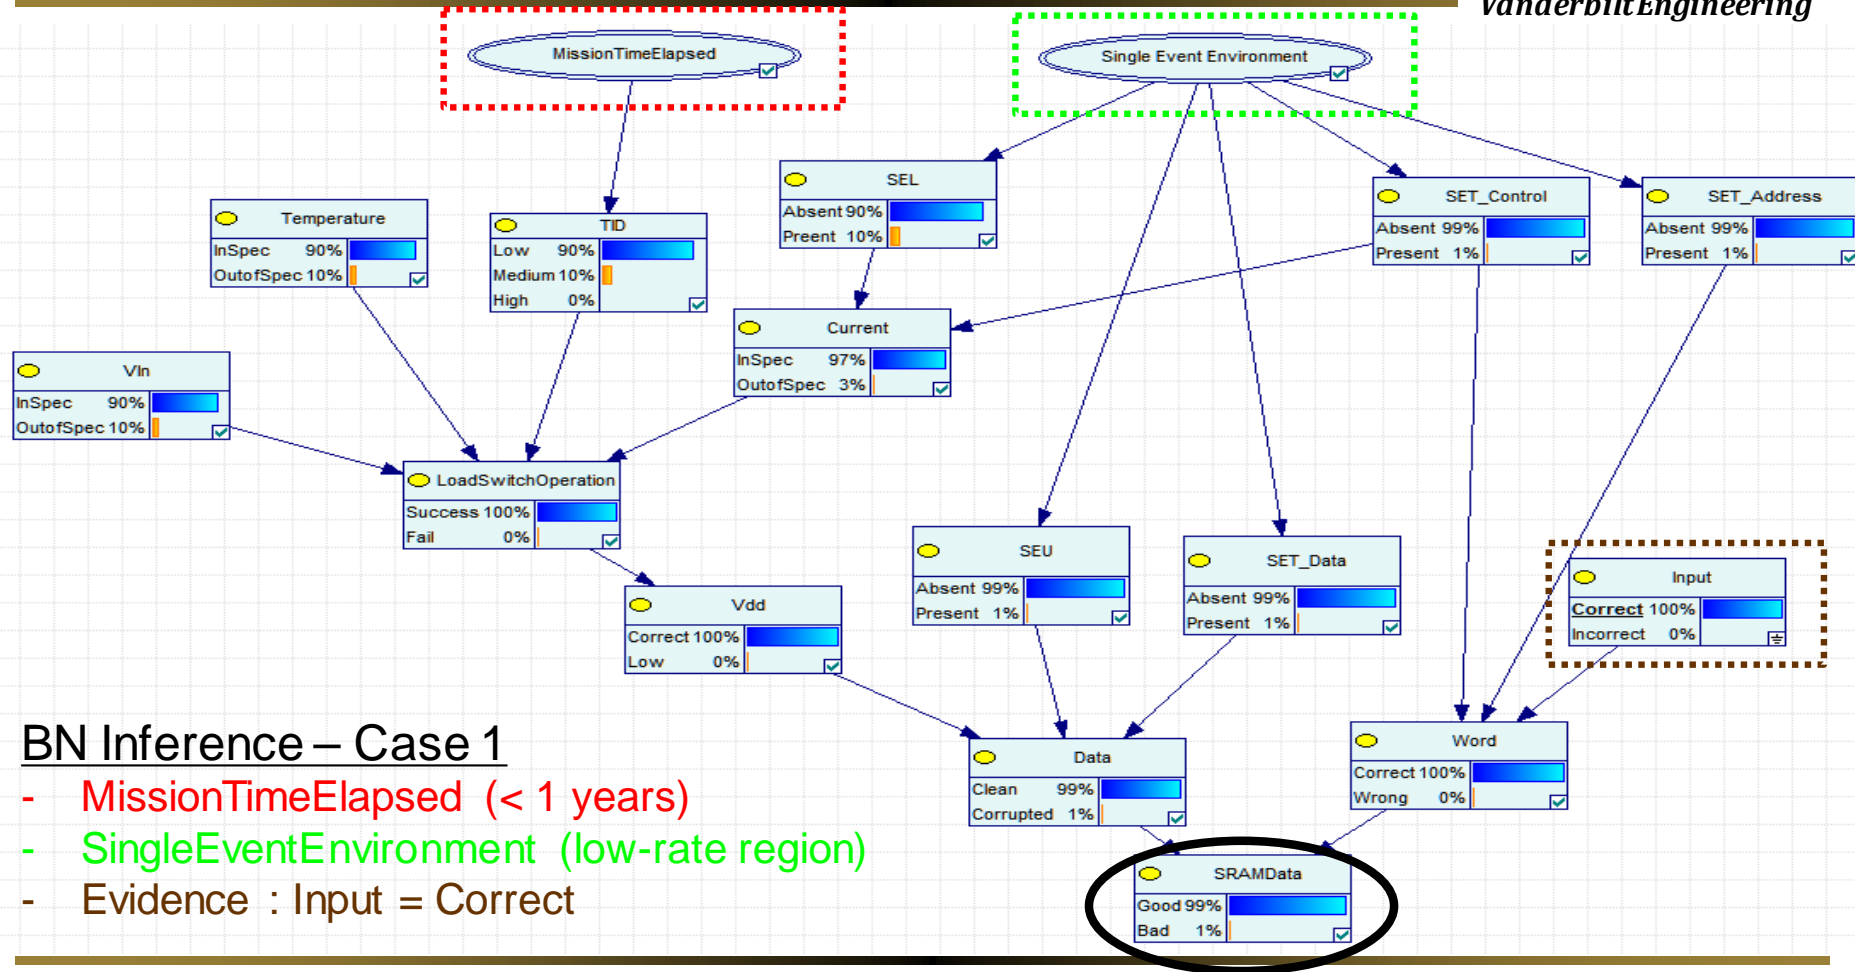 VanderbiltEngineering
MissionTimeElapsed
Single Event Environment
SEL
Absent 90%
Preent 10%
SET_Control
Absent 99%
Present 1%
SET_Address
Absent 99%
Present 1%
Temperature
InSpec 90%
OutofSpec 10%
TID
Low 90%
Medium 10%
High 0%
Current
InSpec 97%
OutofSpec 3%
VIn
InSpec 90%
OutofSpec 10%
LoadSwitchOperation
Success 100%
Fail 0%
SEU
Absent 99%
Present 1%
SET_Data
Absent 99%
Present 1%
Input
Correct 100%
Incorrect 0%
Vdd
Correct 100%
Low 0%
Data
Clean 99%
Corrupted 1%
Word
Correct 100%
Wrong 0%
SRAMData
Good 99%
Bad 1%
BN Inference – Case 1
- MissionTimeElapsed (< 1 years)
- SingleEventEnvironment (low-rate region)
- Evidence : Input = Correct